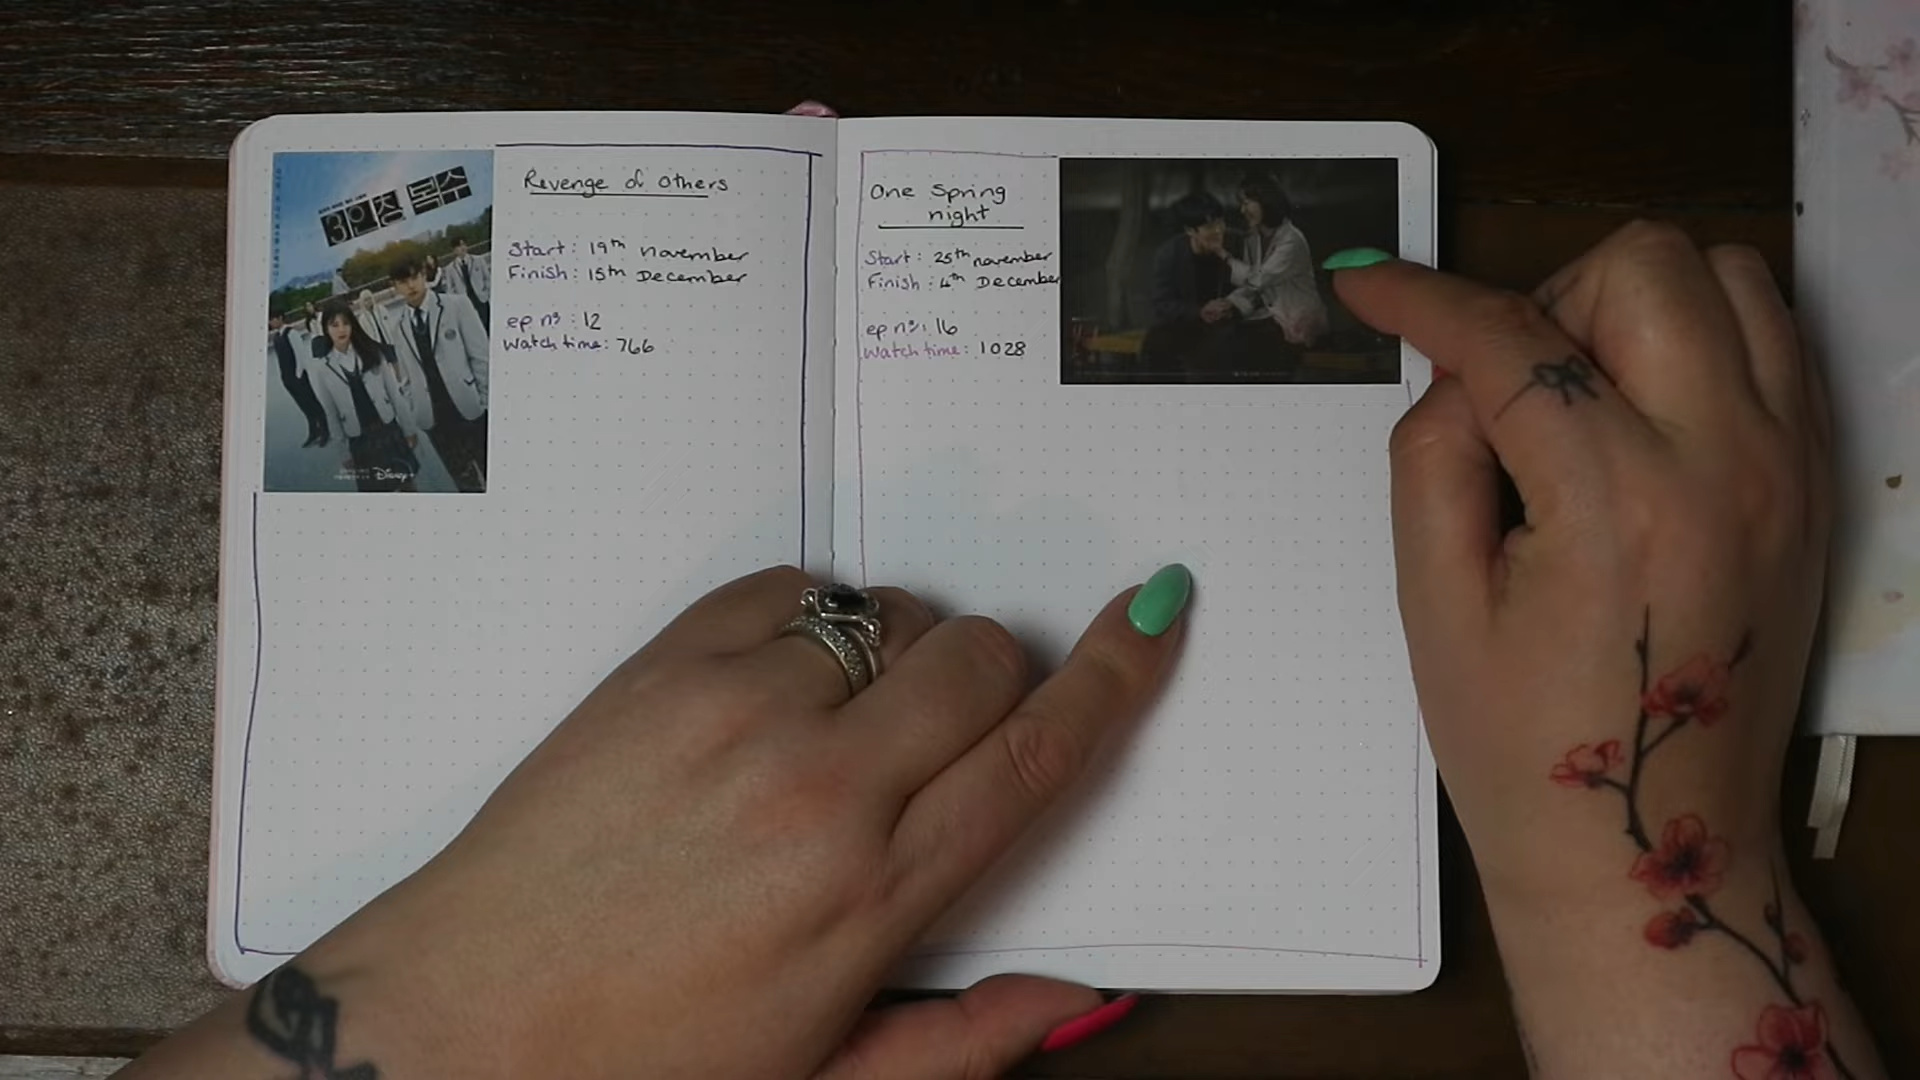 3인칭 복수
Disney+
Revenge of others
Start: 19th november
Finish: 15th December
ep nº: 12
Watch time: 766
One Spring
night
Start: 25th november
Finish: 4th December
ep nº: 16
Watch time: 1028